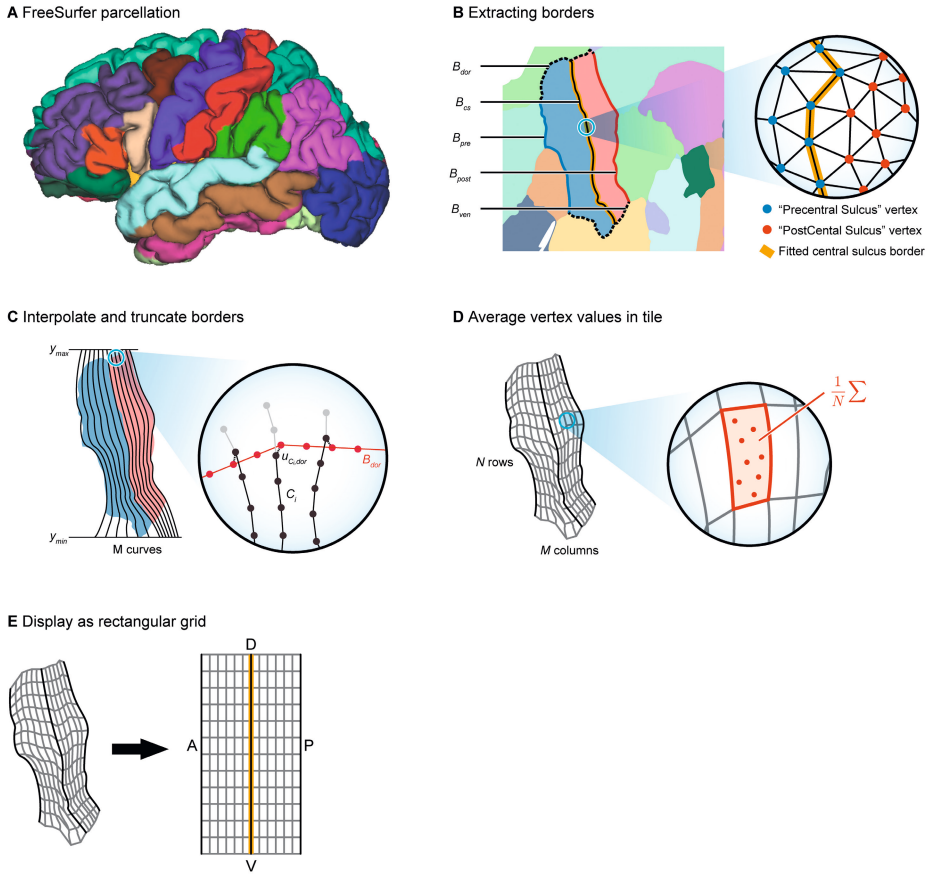 A FreeSurfer parcellation
B Extracting borders
B_dor
B_cs
B_pre
B_post
B_ven
“Precentral Sulcus” vertex
“PostCental Sulcus” vertex
Fitted central sulcus border
C Interpolate and truncate borders
y_max
u_Ci,dor
B_dor
C_i
y_min
M curves
D Average vertex values in tile
1/N ∑
N rows
M columns
E Display as rectangular grid
D
A
P
V